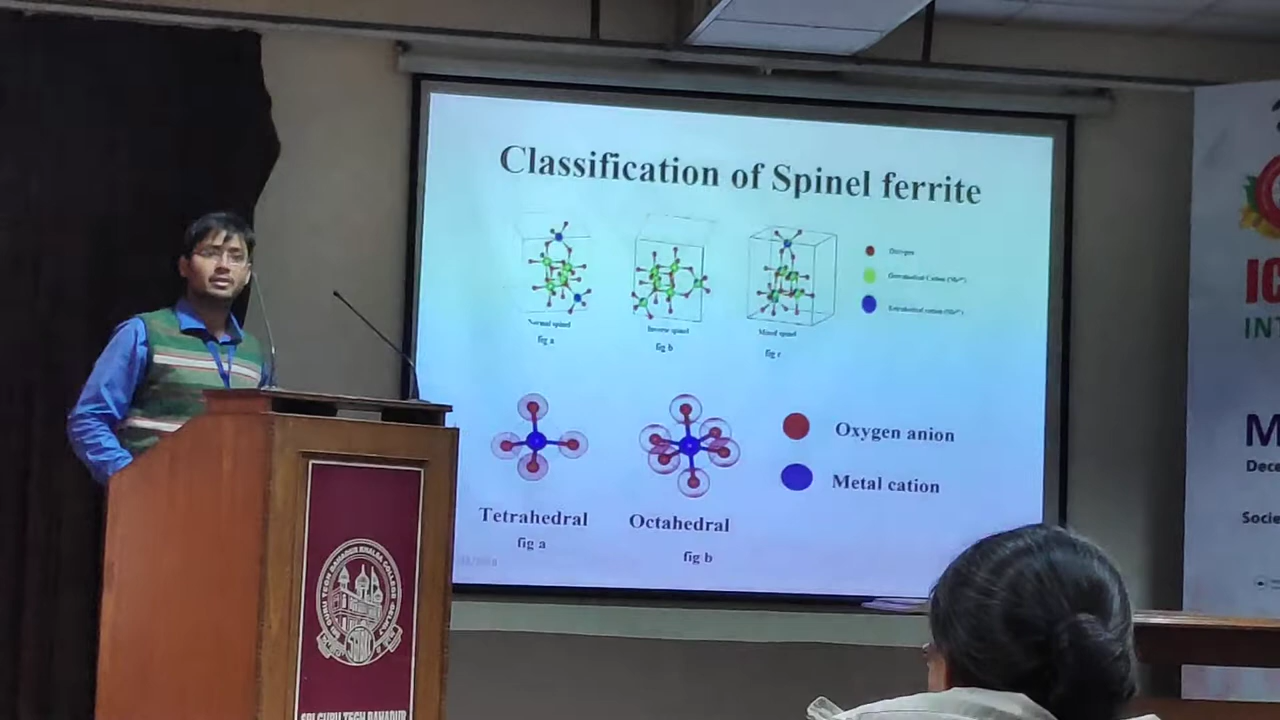 Classification of Spinel ferrite
Oxygen
Normal spinel
Inverse spinel
Mixed spinel
fig a
fig b
fig c
Oxygen anion
Metal cation
Tetrahedral
Octahedral
fig a
fig b
SRI GURU TEGH BAHADUR
IC
INT
M
Dece
Socie